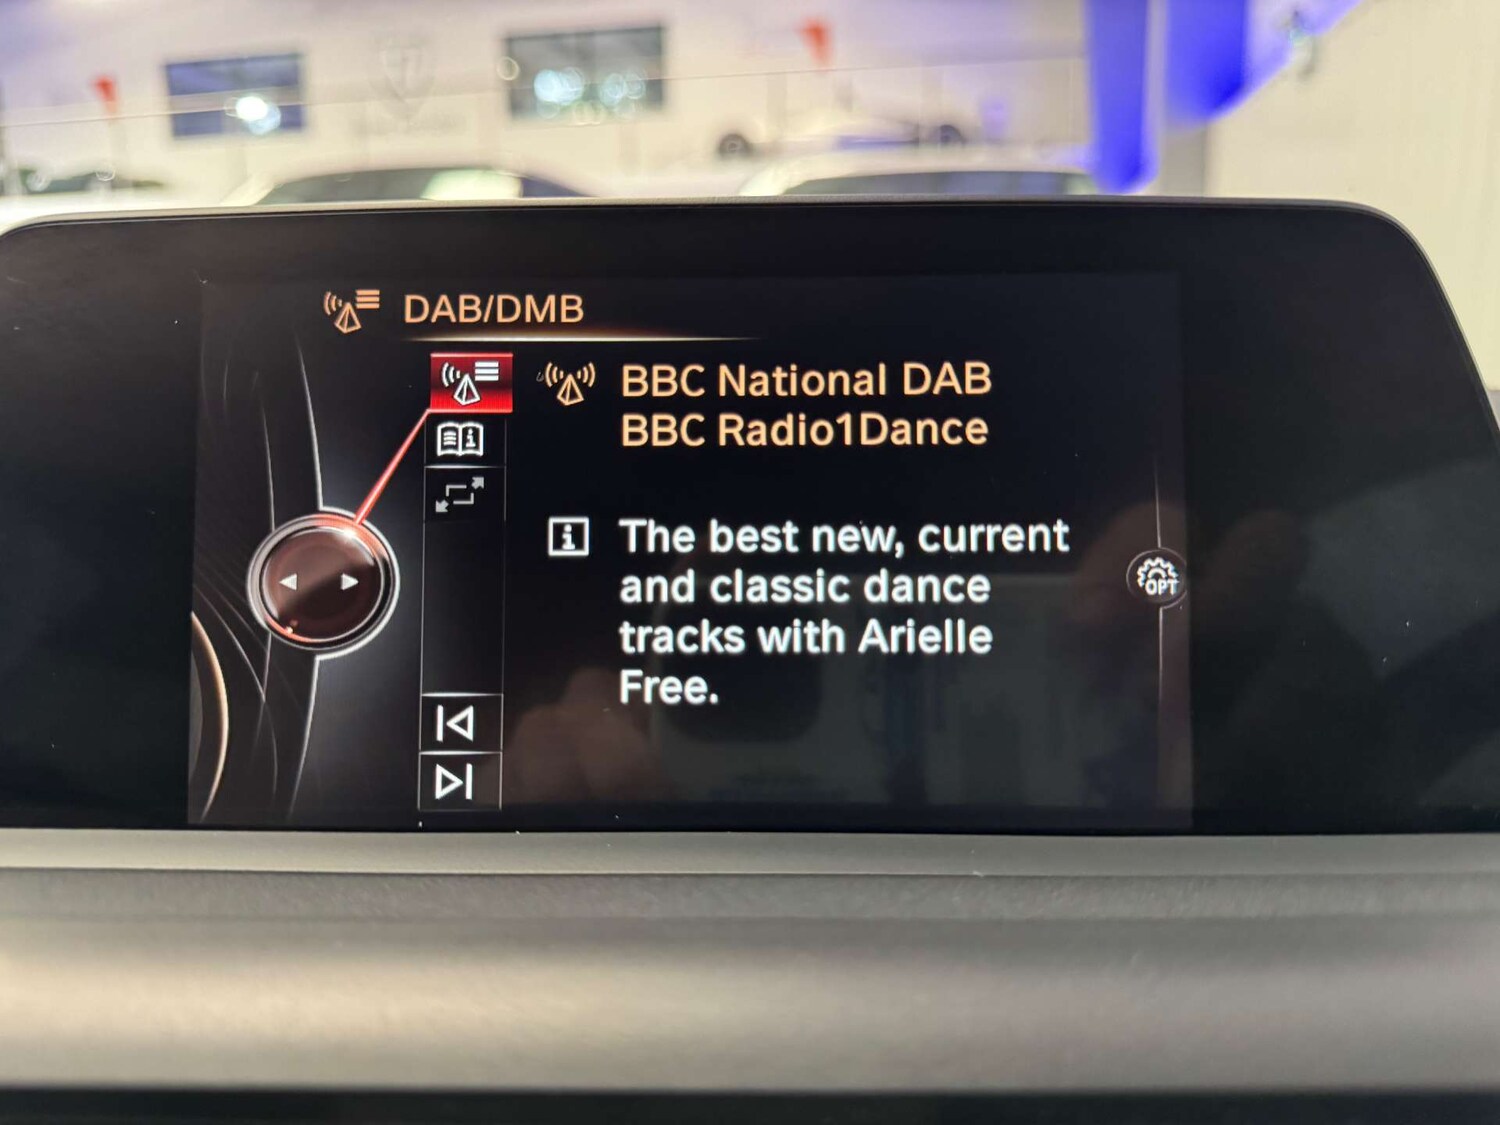 DAB/DMB
BBC National DAB
BBC Radio1Dance
i
The best new, current
and classic dance
tracks with Arielle
Free.
OPT